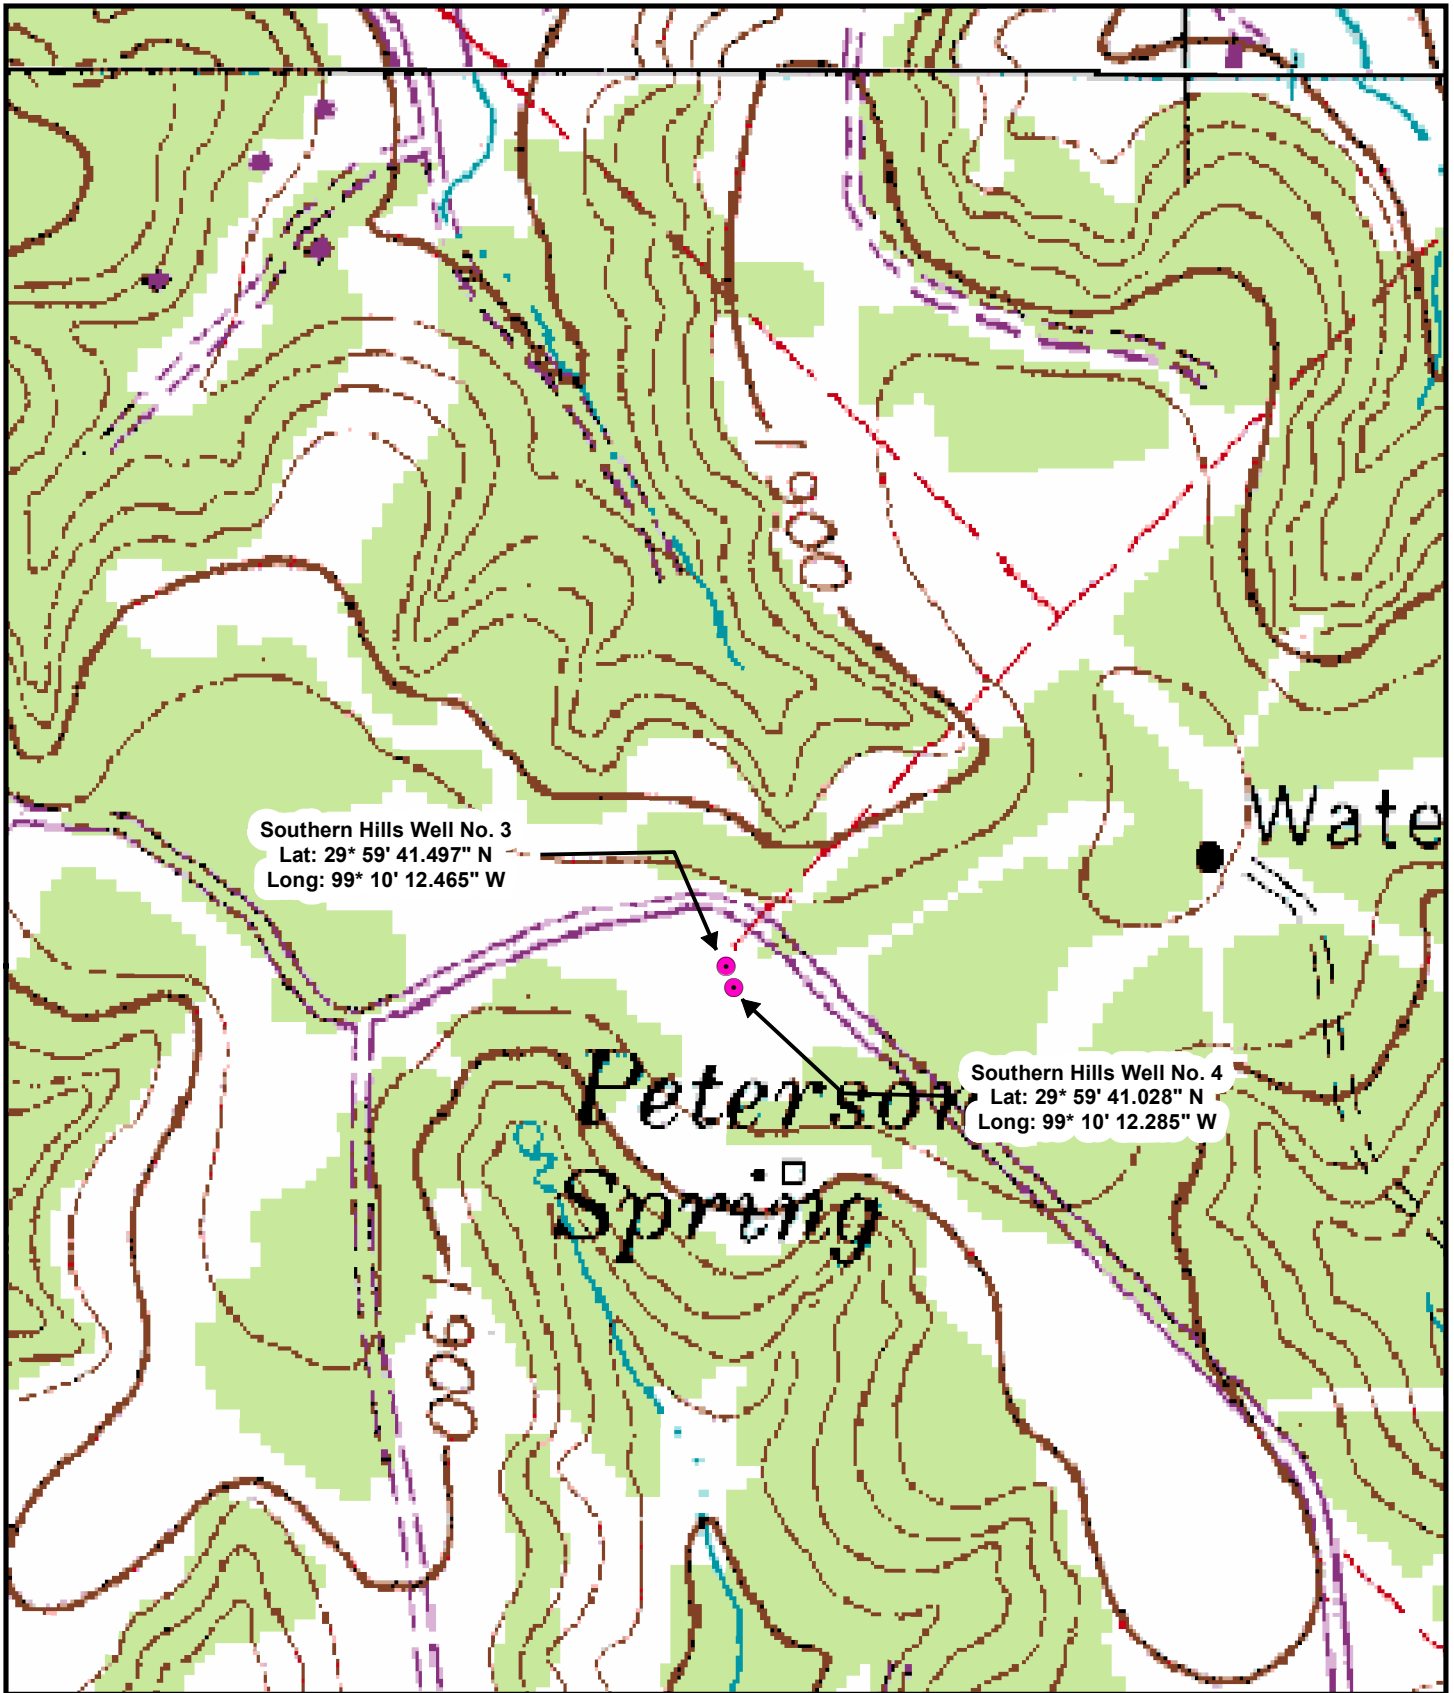 1900
Wate
Southern Hills Well No. 3
Lat: 29* 59' 41.497" N
Long: 99* 10' 12.465" W
Southern Hills Well No. 4
Lat: 29* 59' 41.028" N
Long: 99* 10' 12.285" W
Peterson
Spring
1900